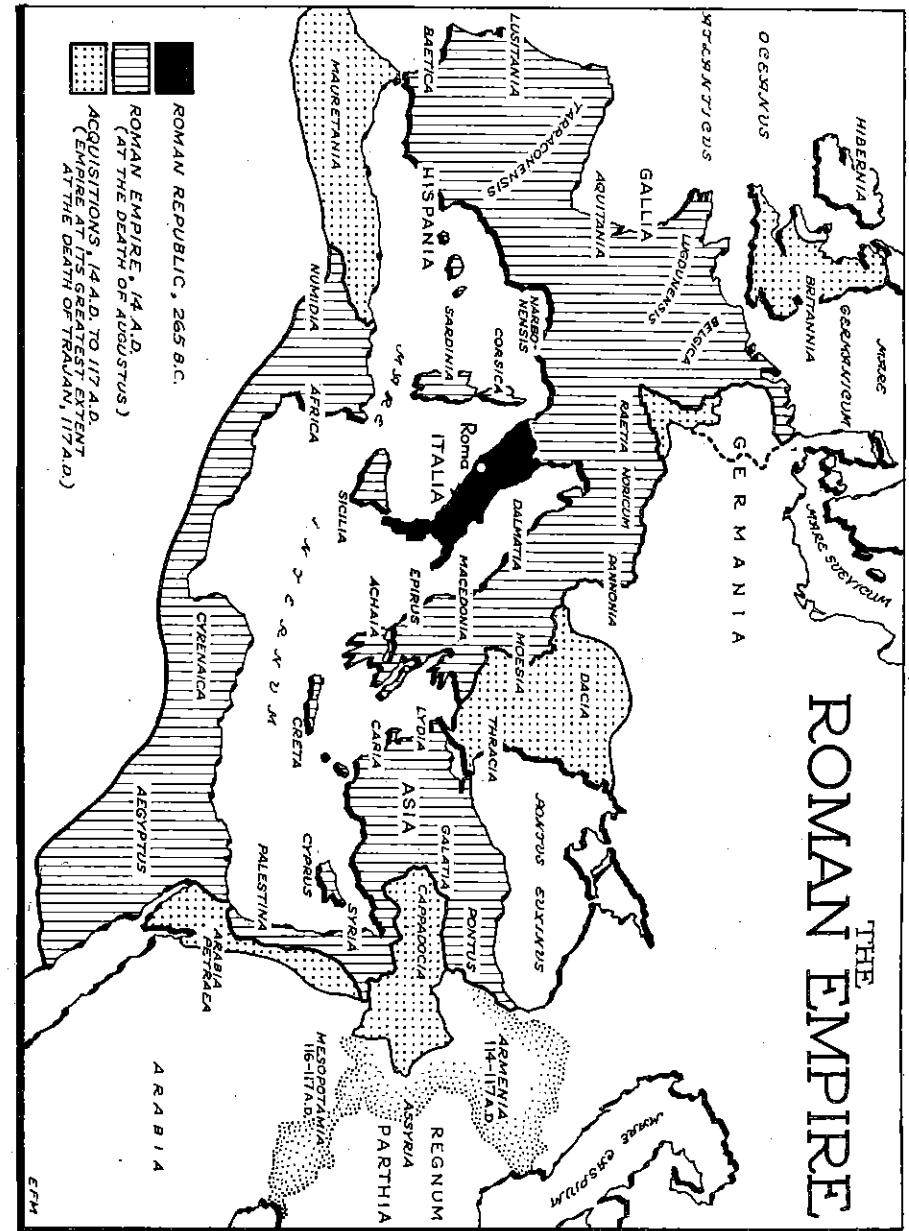 THE
ROMAN EMPIRE
HIBERNIA
OCEANUS
ATLANTICUS
BRITANNIA
MARE
GERMANICUM
MARE SUEVICUM
GERMANIA
GALLIA
LUGDUNENSIS
BELGICA
AQUITANIA
NARBO-
NENSIS
RAETIA
NORICUM
PANNONIA
DACIA
LUSITANIA
TARRACONENSIS
BAETICA
HISPANIA
CORSICA
SARDINIA
Roma
ITALIA
SICILIA
DALMATIA
MOESIA
THRACIA
MACEDONIA
EPIRUS
ACHAIA
PONTUS EUXINUS
LYDIA
CARIA
ASIA
GALATIA
PONTUS
CAPPADOCIA
ARMENIA
114-117 A.D.
MARE CASPIUM
REGNUM
PARTHIA
ASSYRIA
MESOPOTAMIA
116-117 A.D.
SYRIA
CYPRUS
CRETA
PALESTINA
ARABIA
PETRAEA
ARABIA
MARE
INTERNUM
MAURETANIA
NUMIDIA
AFRICA
CYRENAICA
AEGYPTUS
ROMAN REPUBLIC, 265 B.C.
ROMAN EMPIRE, 14 A.D.
(AT THE DEATH OF AUGUSTUS)
ACQUISITIONS, 14 A.D. TO 117 A.D.
(EMPIRE AT ITS GREATEST EXTENT
AT THE DEATH OF TRAJAN, 117 A.D.)
EFM